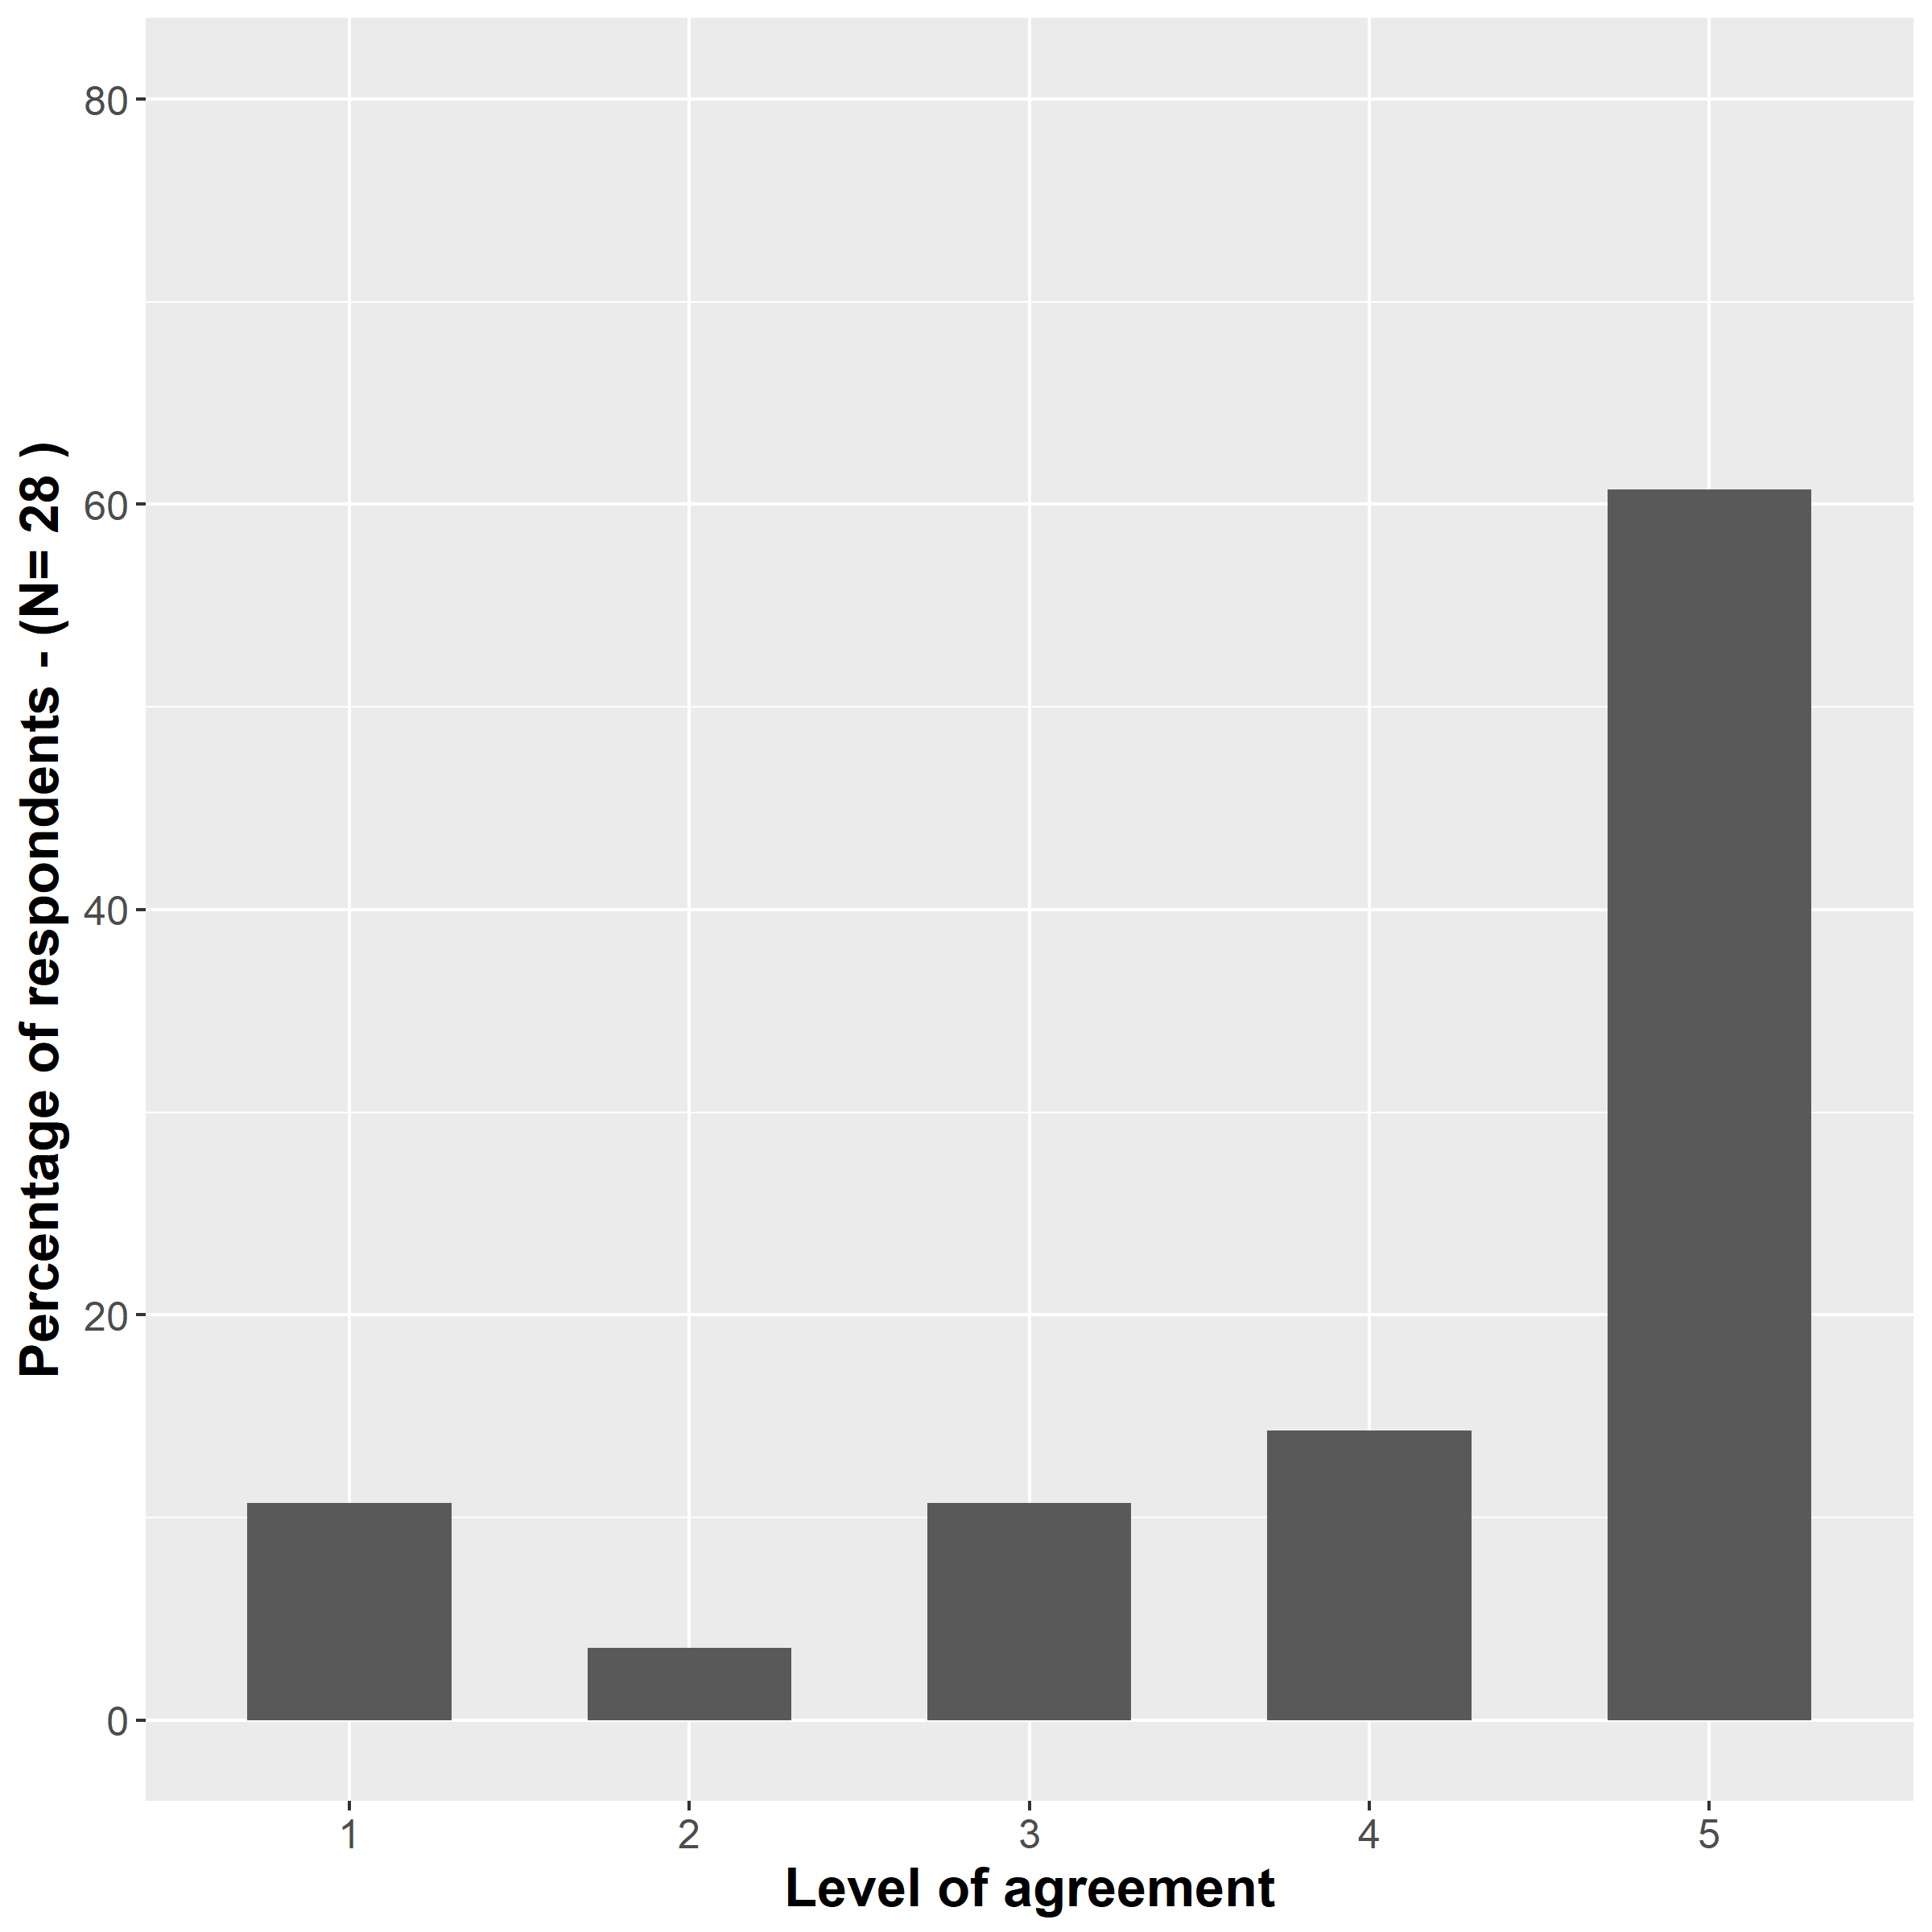 Percentage of respondents - (N= 28 )
80
60
40
20
0
1 2 3 4 5
Level of agreement